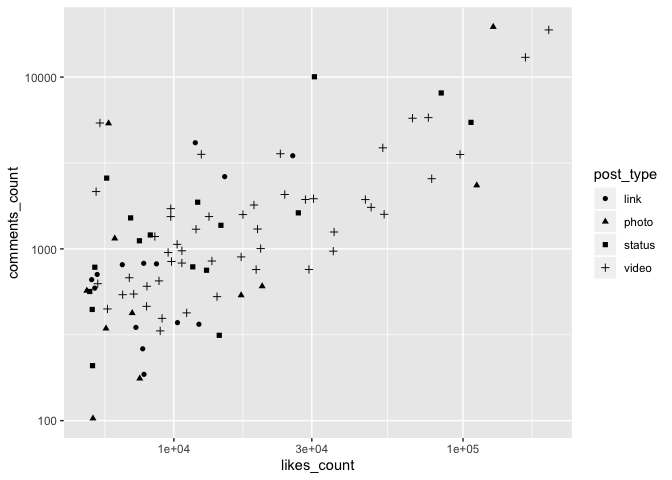 10000
1000
100
comments_count
1e+04
3e+04
1e+05
likes_count
post_type
link
photo
status
video